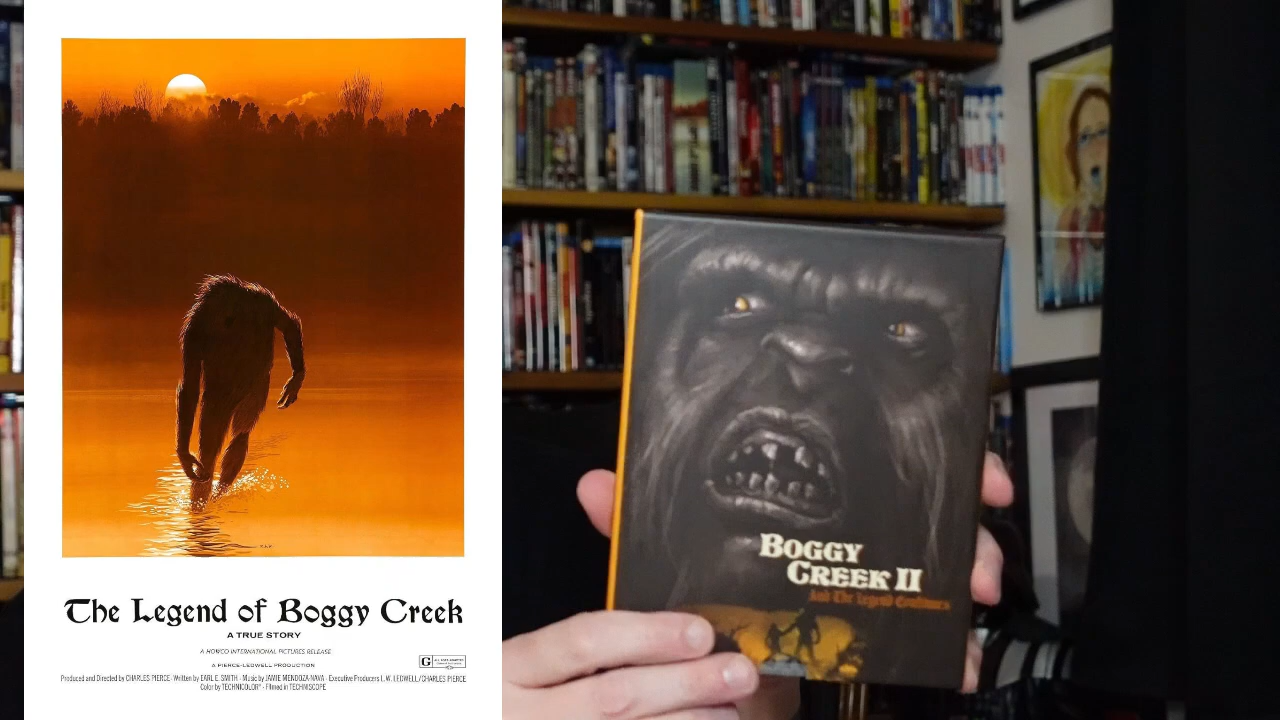 The Legend of Boggy Creek
A TRUE STORY
A HOWCO INTERNATIONAL PICTURES RELEASE
A PIERCE-LEDWELL PRODUCTION
G
Produced and Directed by CHARLES PIERCE · Written by EARL E. SMITH · Music by JAIME MENDOZA-NAVA · Executive Producers L.W. LEDWELL/CHARLES PIERCE
Color by TECHNICOLOR® · Filmed in TECHNISCOPE
BOGGY
CREEK II
And The Legend Continues